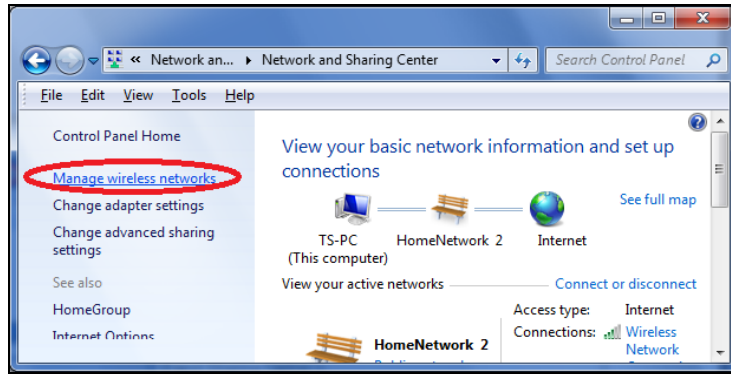 « Network an... ▸ Network and Sharing Center
Search Control Panel
File Edit View Tools Help
Control Panel Home
Manage wireless networks
Change adapter settings
Change advanced sharing
settings
See also
HomeGroup
Internet Options
View your basic network information and set up
connections
See full map
TS-PC HomeNetwork 2 Internet
(This computer)
View your active networks Connect or disconnect
Access type: Internet
HomeNetwork 2 Connections: Wireless
Network